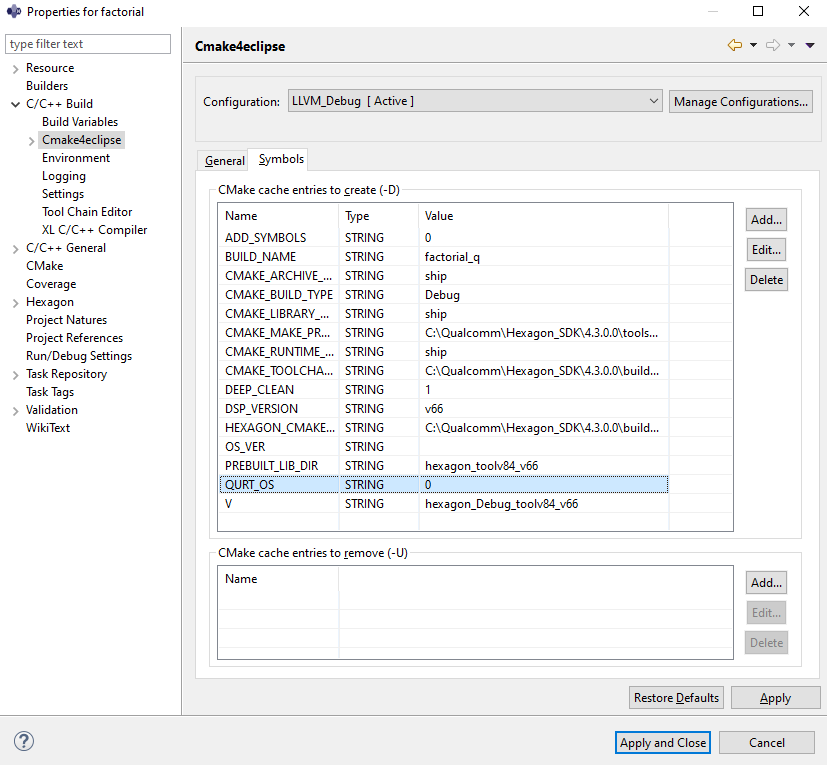 Properties for factorial
type filter text
Resource
Builders
C/C++ Build
Build Variables
Cmake4eclipse
Environment
Logging
Settings
Tool Chain Editor
XL C/C++ Compiler
C/C++ General
CMake
Coverage
Hexagon
Project Natures
Project References
Run/Debug Settings
Task Repository
Task Tags
Validation
WikiText
Cmake4eclipse
Configuration: LLVM_Debug [ Active ] Manage Configurations...
General Symbols
CMake cache entries to create (-D)
Name Type Value
ADD_SYMBOLS STRING 0
BUILD_NAME STRING factorial_q
CMAKE_ARCHIVE_... STRING ship
CMAKE_BUILD_TYPE STRING Debug
CMAKE_LIBRARY_... STRING ship
CMAKE_MAKE_PR... STRING C:\Qualcomm\Hexagon_SDK\4.3.0.0\tools...
CMAKE_RUNTIME_... STRING ship
CMAKE_TOOLCHA... STRING C:\Qualcomm\Hexagon_SDK\4.3.0.0\build...
DEEP_CLEAN STRING 1
DSP_VERSION STRING v66
HEXAGON_CMAKE... STRING C:\Qualcomm\Hexagon_SDK\4.3.0.0\build...
OS_VER STRING
PREBUILT_LIB_DIR STRING hexagon_toolv84_v66
QURT_OS STRING 0
V STRING hexagon_Debug_toolv84_v66
Add...
Edit...
Delete
CMake cache entries to remove (-U)
Name
Add...
Edit...
Delete
Restore Defaults Apply
? Apply and Close Cancel